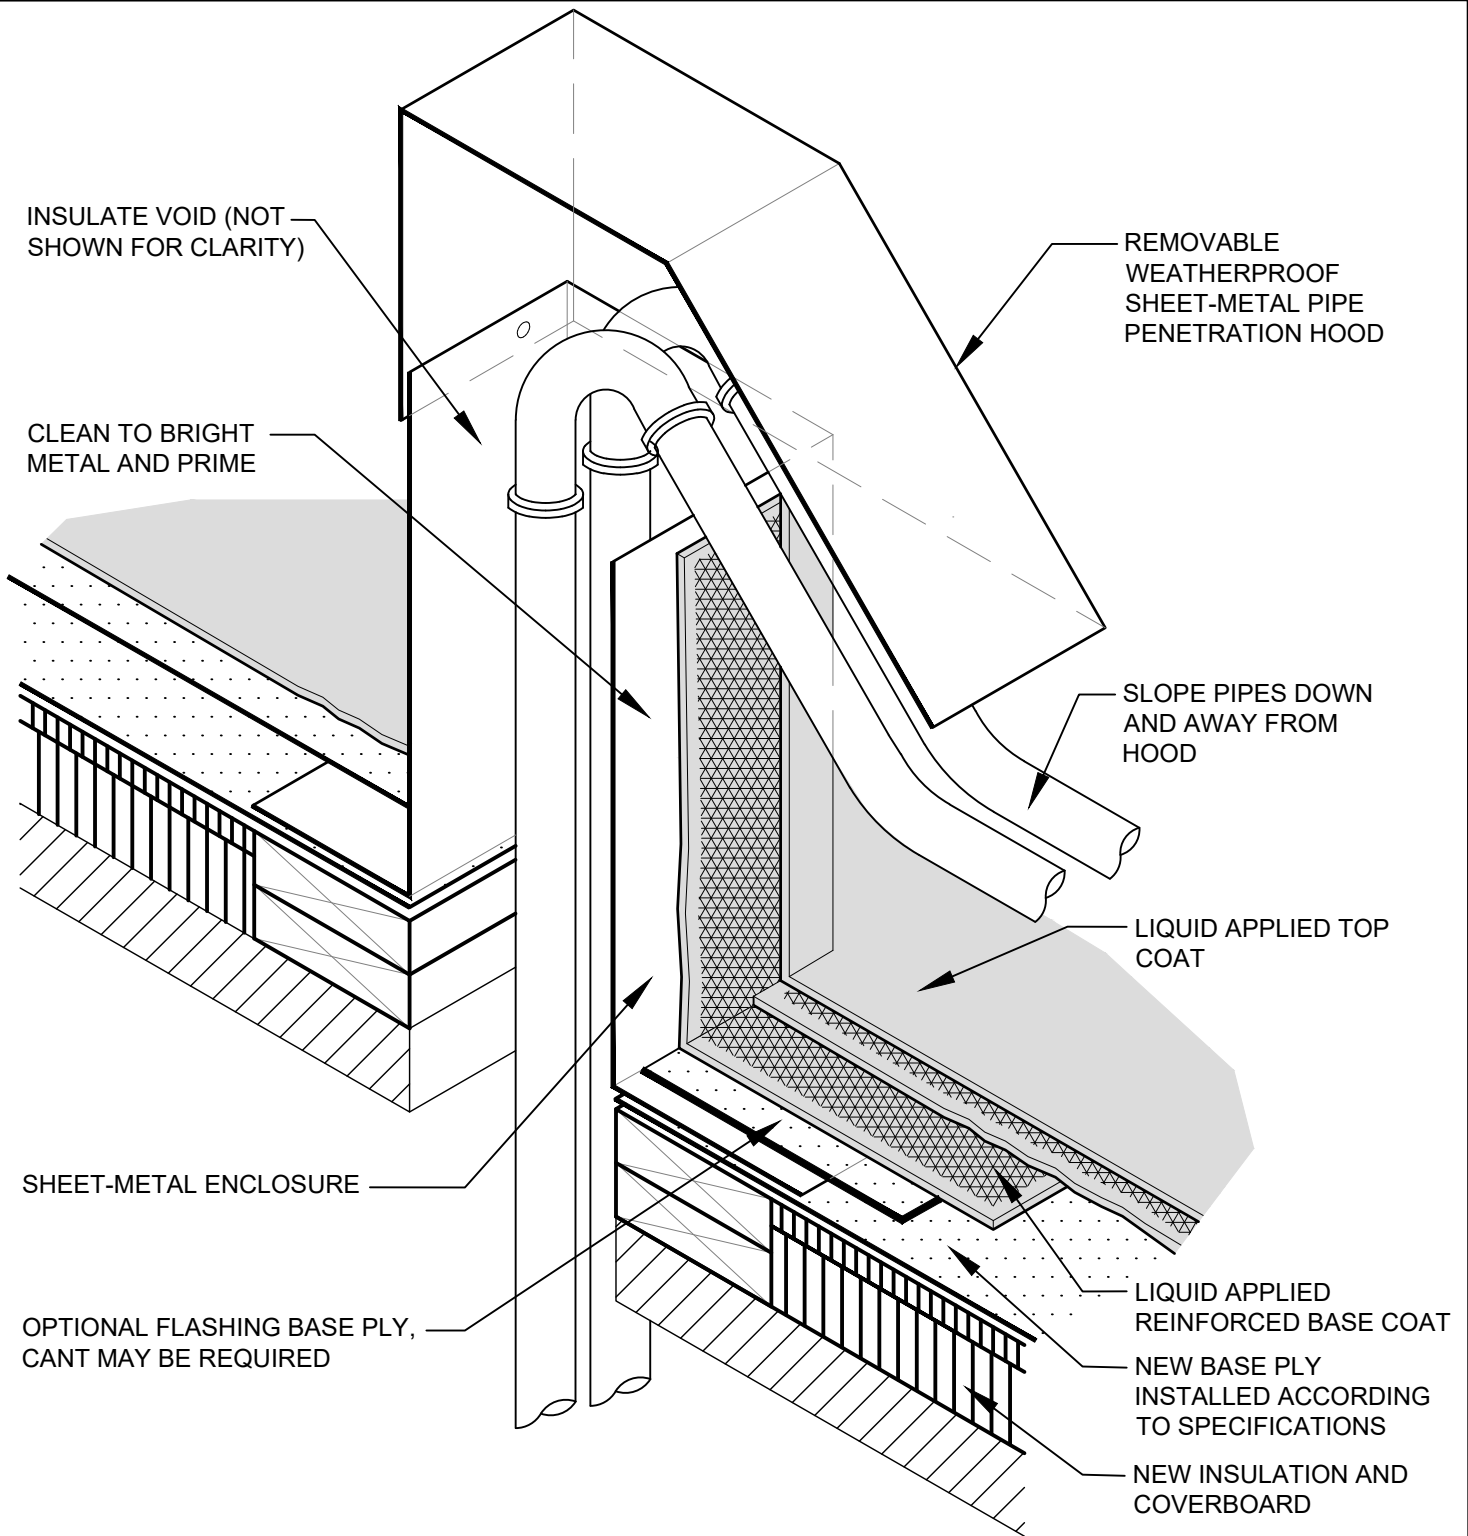 INSULATE VOID (NOT
SHOWN FOR CLARITY)
REMOVABLE
WEATHERPROOF
SHEET-METAL PIPE
PENETRATION HOOD
CLEAN TO BRIGHT
METAL AND PRIME
SLOPE PIPES DOWN
AND AWAY FROM
HOOD
LIQUID APPLIED TOP
COAT
SHEET-METAL ENCLOSURE
OPTIONAL FLASHING BASE PLY,
CANT MAY BE REQUIRED
LIQUID APPLIED
REINFORCED BASE COAT
NEW BASE PLY
INSTALLED ACCORDING
TO SPECIFICATIONS
NEW INSULATION AND
COVERBOARD